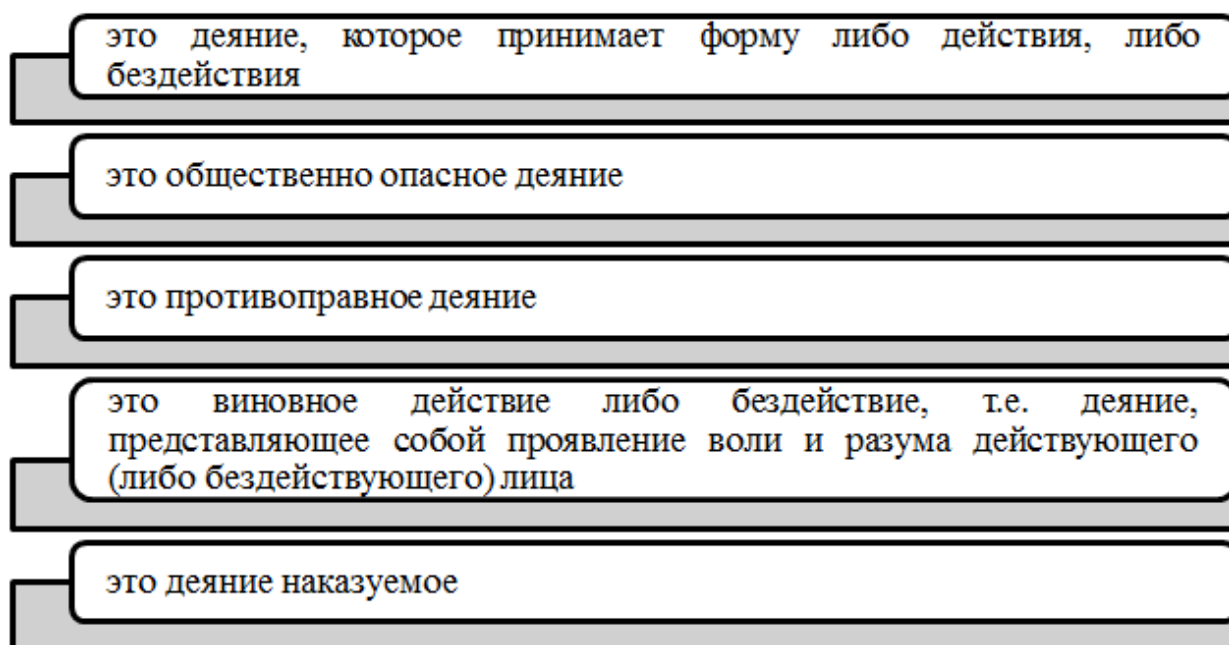 это деяние, которое принимает форму либо действия, либо
бездействия
это общественно опасное деяние
это противоправное деяние
это виновное действие либо бездействие, т.е. деяние,
представляющее собой проявление воли и разума действующего
(либо бездействующего) лица
это деяние наказуемое